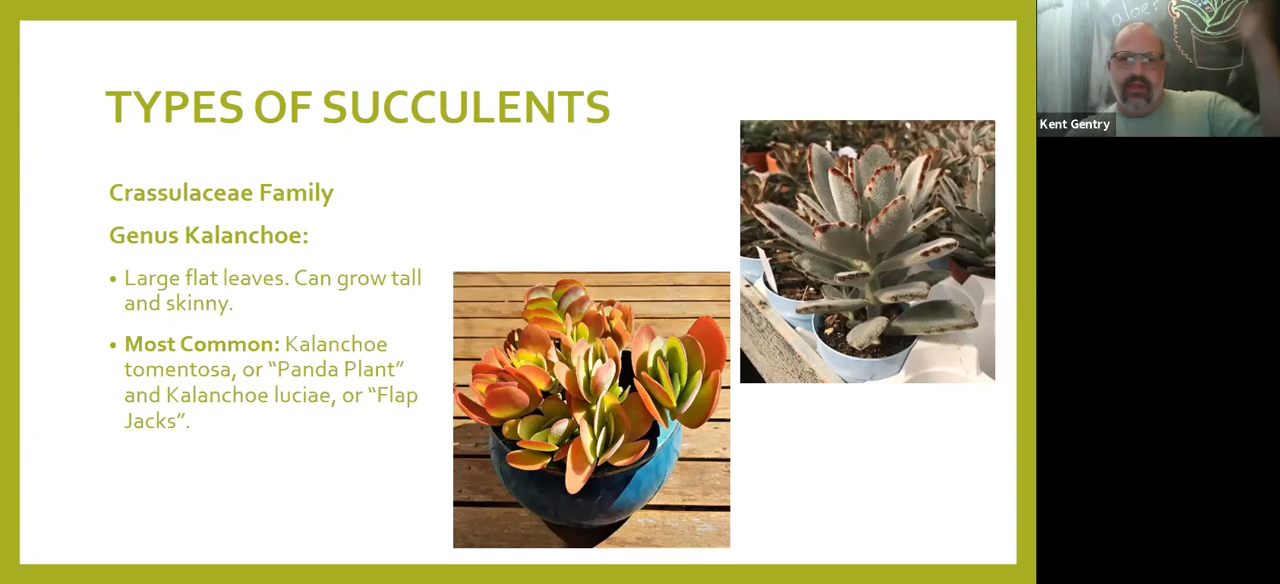 TYPES OF SUCCULENTS
Crassulaceae Family
Genus Kalanchoe:
• Large flat leaves. Can grow tall
and skinny.
• Most Common: Kalanchoe
tomentosa, or “Panda Plant”
and Kalanchoe luciae, or “Flap
Jacks”.
aloe?
Kent Gentry